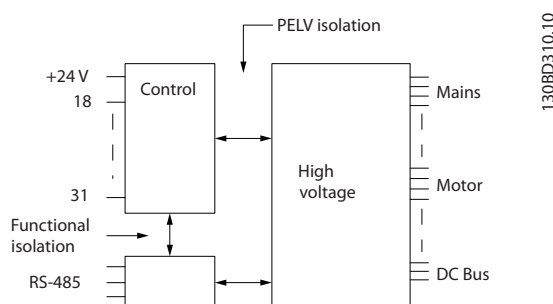 PELV isolation
130BD310.10
+24 V
18
Control
Mains
High
voltage
31
Motor
Functional
isolation
RS-485
DC Bus